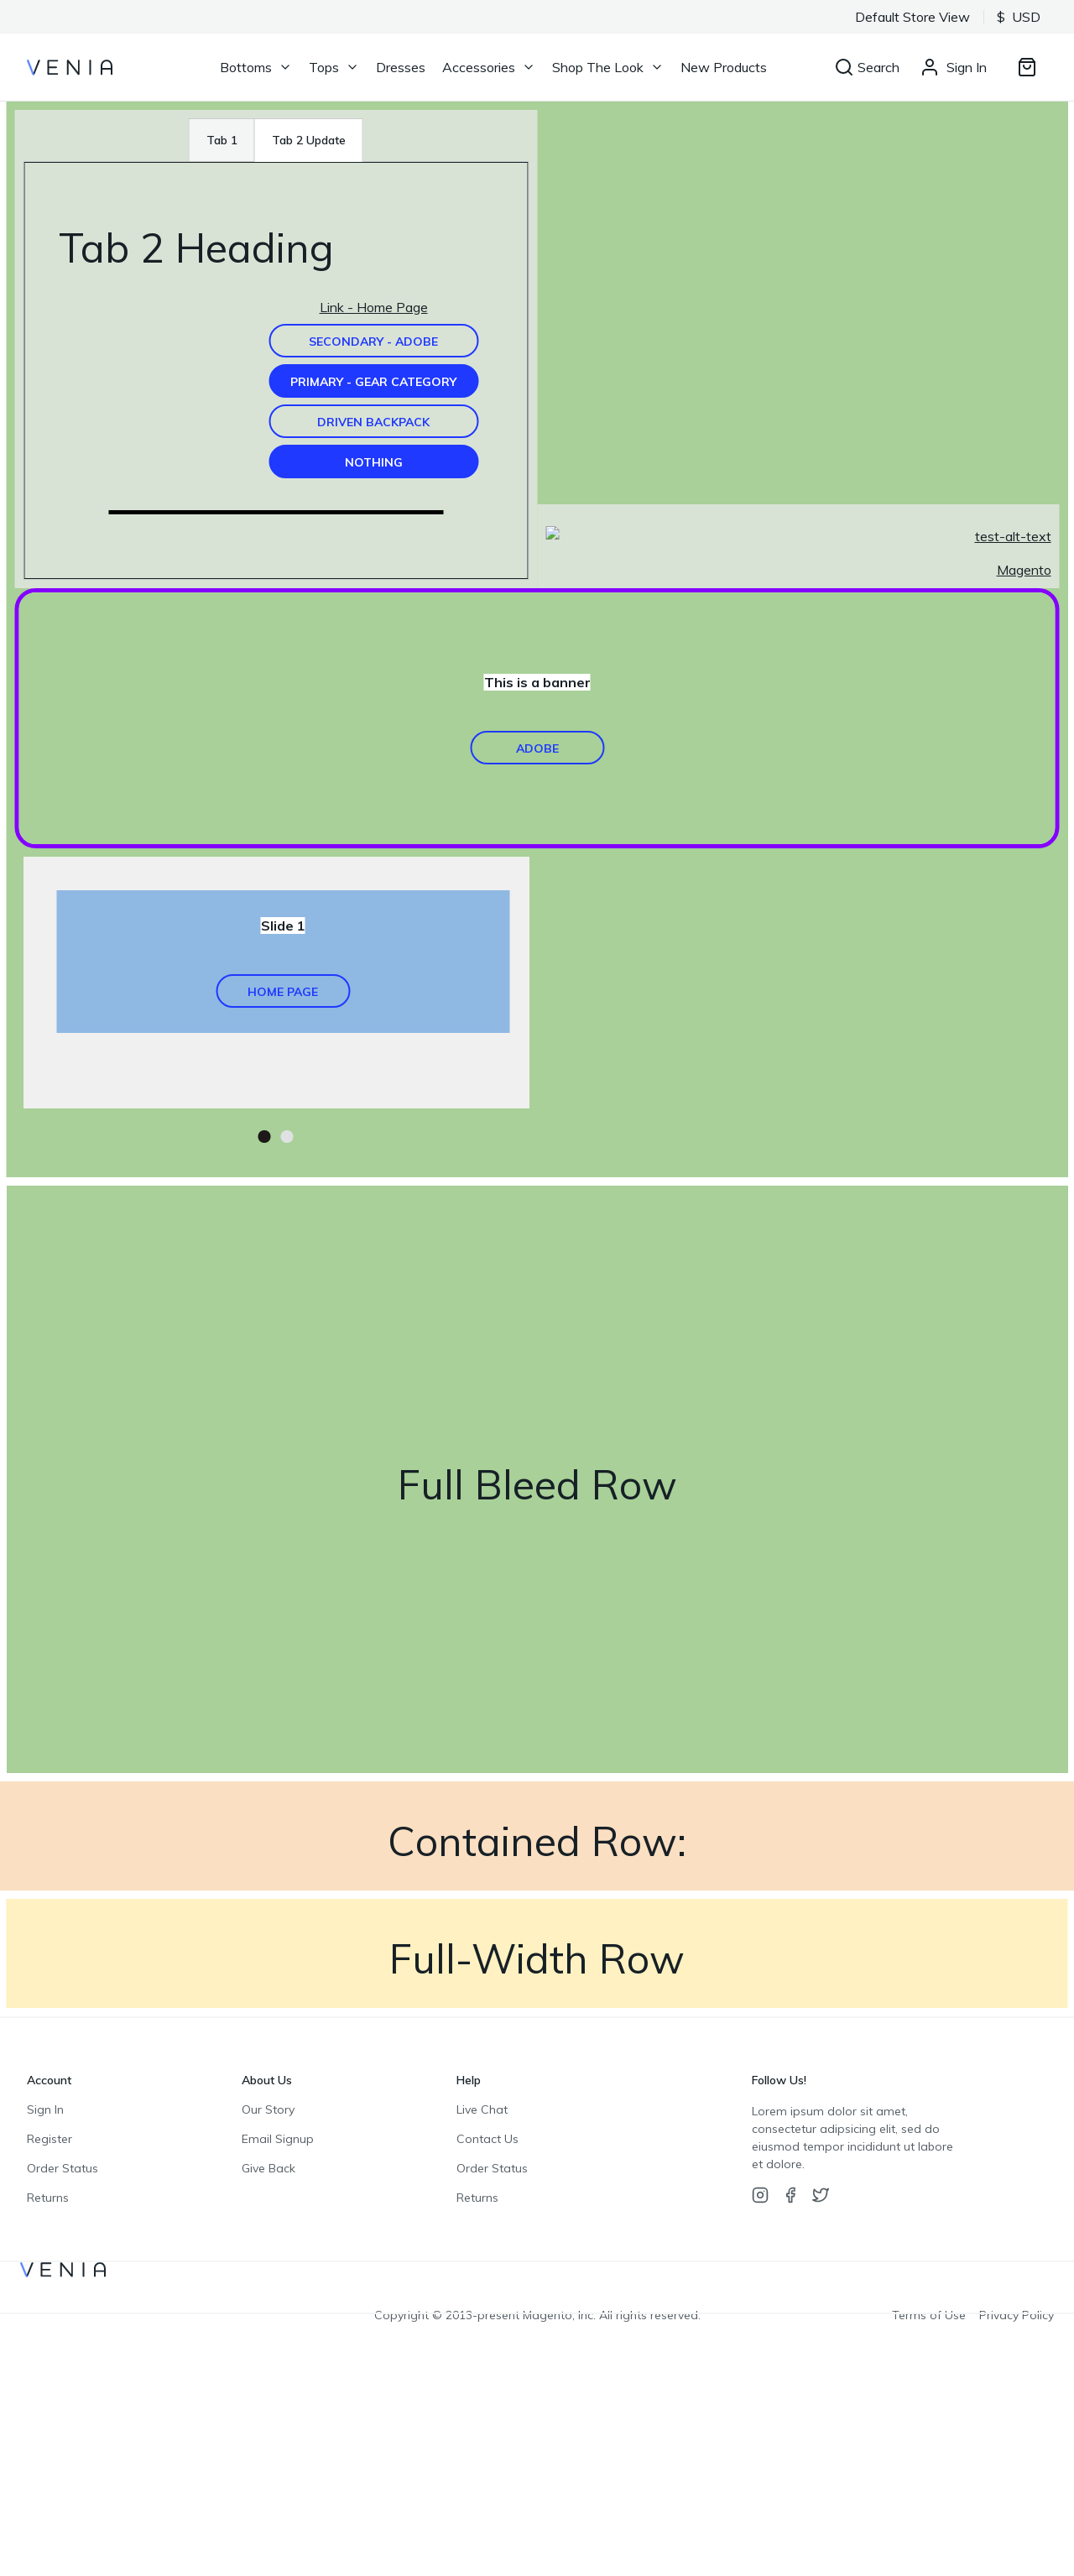 Default Store View $ USD
VENIA Bottoms Tops Dresses Accessories Shop The Look New Products Search Sign In
Tab 1 Tab 2 Update
Tab 2 Heading
Link - Home Page
SECONDARY - ADOBE
PRIMARY - GEAR CATEGORY
DRIVEN BACKPACK
NOTHING
test-alt-text
Magento
This is a banner
ADOBE
Slide 1
HOME PAGE
Full Bleed Row
Contained Row:
Full-Width Row
Account
Sign In
Register
Order Status
Returns
About Us
Our Story
Email Signup
Give Back
Help
Live Chat
Contact Us
Order Status
Returns
Follow Us!
Lorem ipsum dolor sit amet,
consectetur adipiscing elit, sed do
eiusmod tempor incididunt ut labore
et dolore.
VENIA
Copyright © 2013-present Magento, Inc. All rights reserved.
Terms of Use Privacy Policy